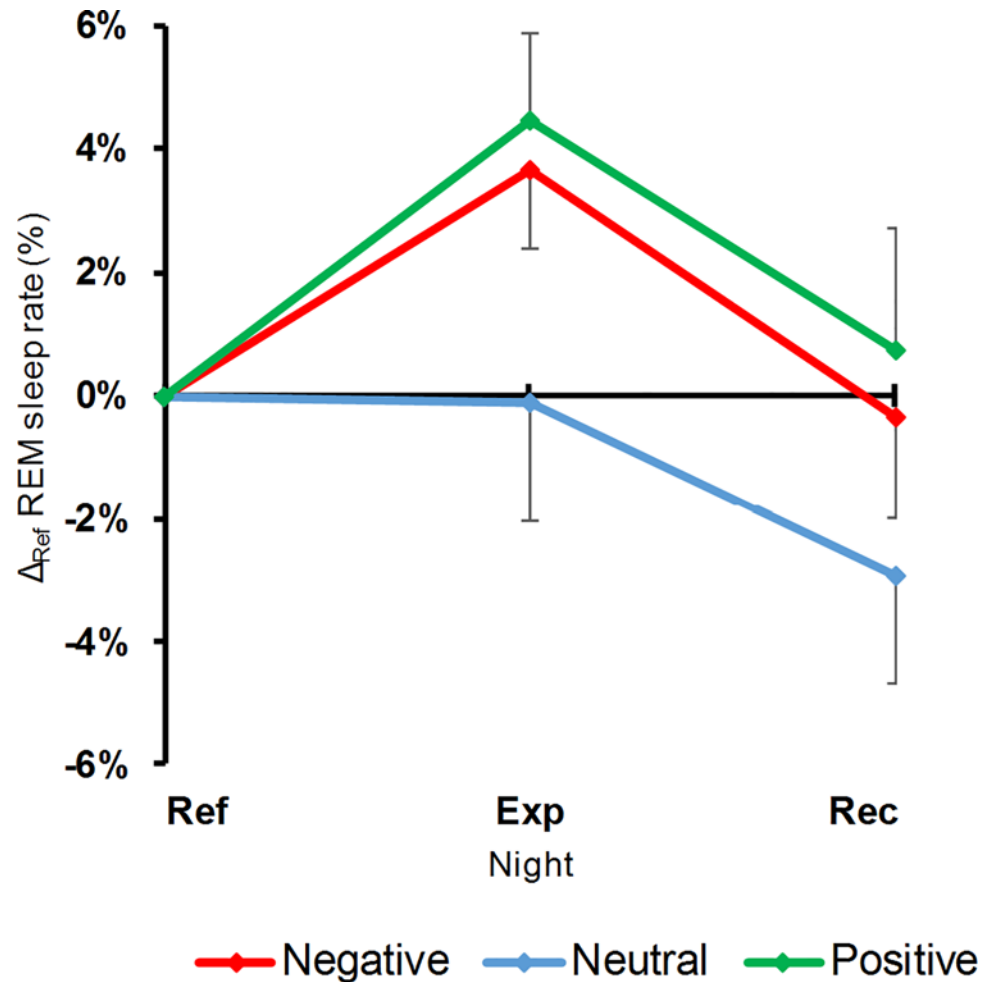 6%
4%
2%
0%
-2%
-4%
-6%
ΔRef REM sleep rate (%)
Ref Exp Rec
Night
Negative Neutral Positive